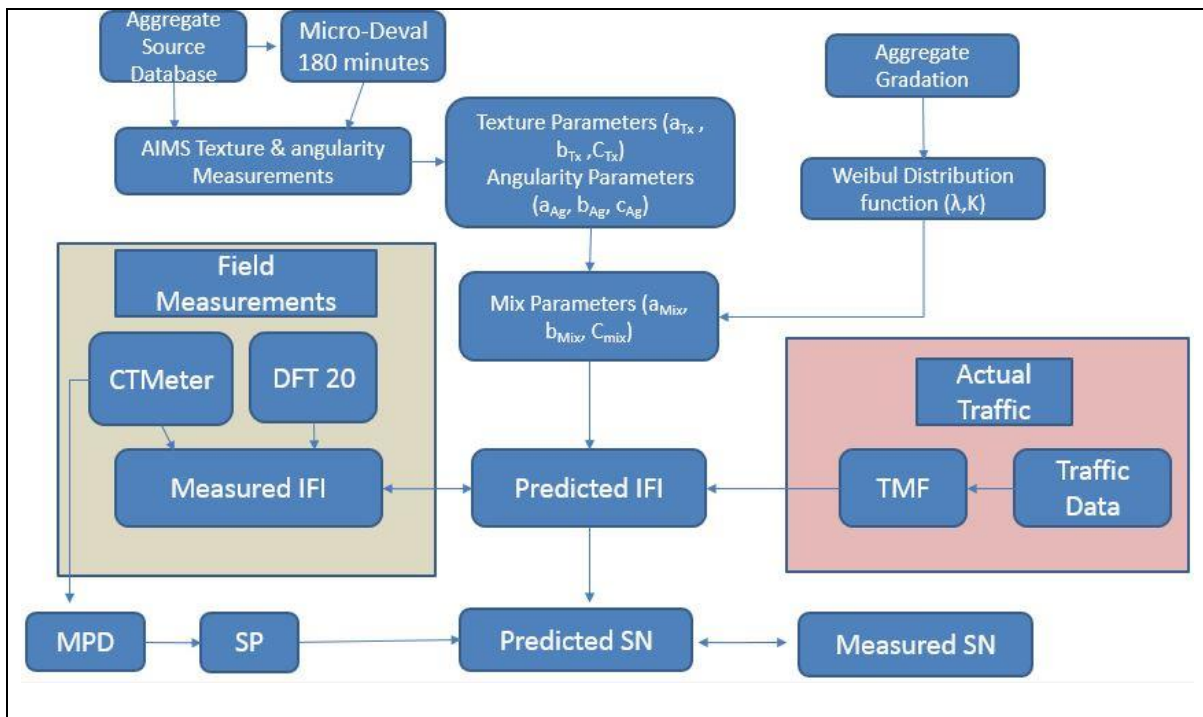 Aggregate
Source
Database
Micro-Deval
180 minutes
Aggregate
Gradation
AIMS Texture & angularity
Measurements
Texture Parameters (aTx ,
bTx ,CTx)
Angularity Parameters
(aAg, bAg, cAg)
Weibul Distribution
function (λ,K)
Field
Measurements
Mix Parameters (aMix,
bMix, Cmix)
CTMeter
DFT 20
Actual
Traffic
Measured IFI
Predicted IFI
TMF
Traffic
Data
MPD
SP
Predicted SN
Measured SN